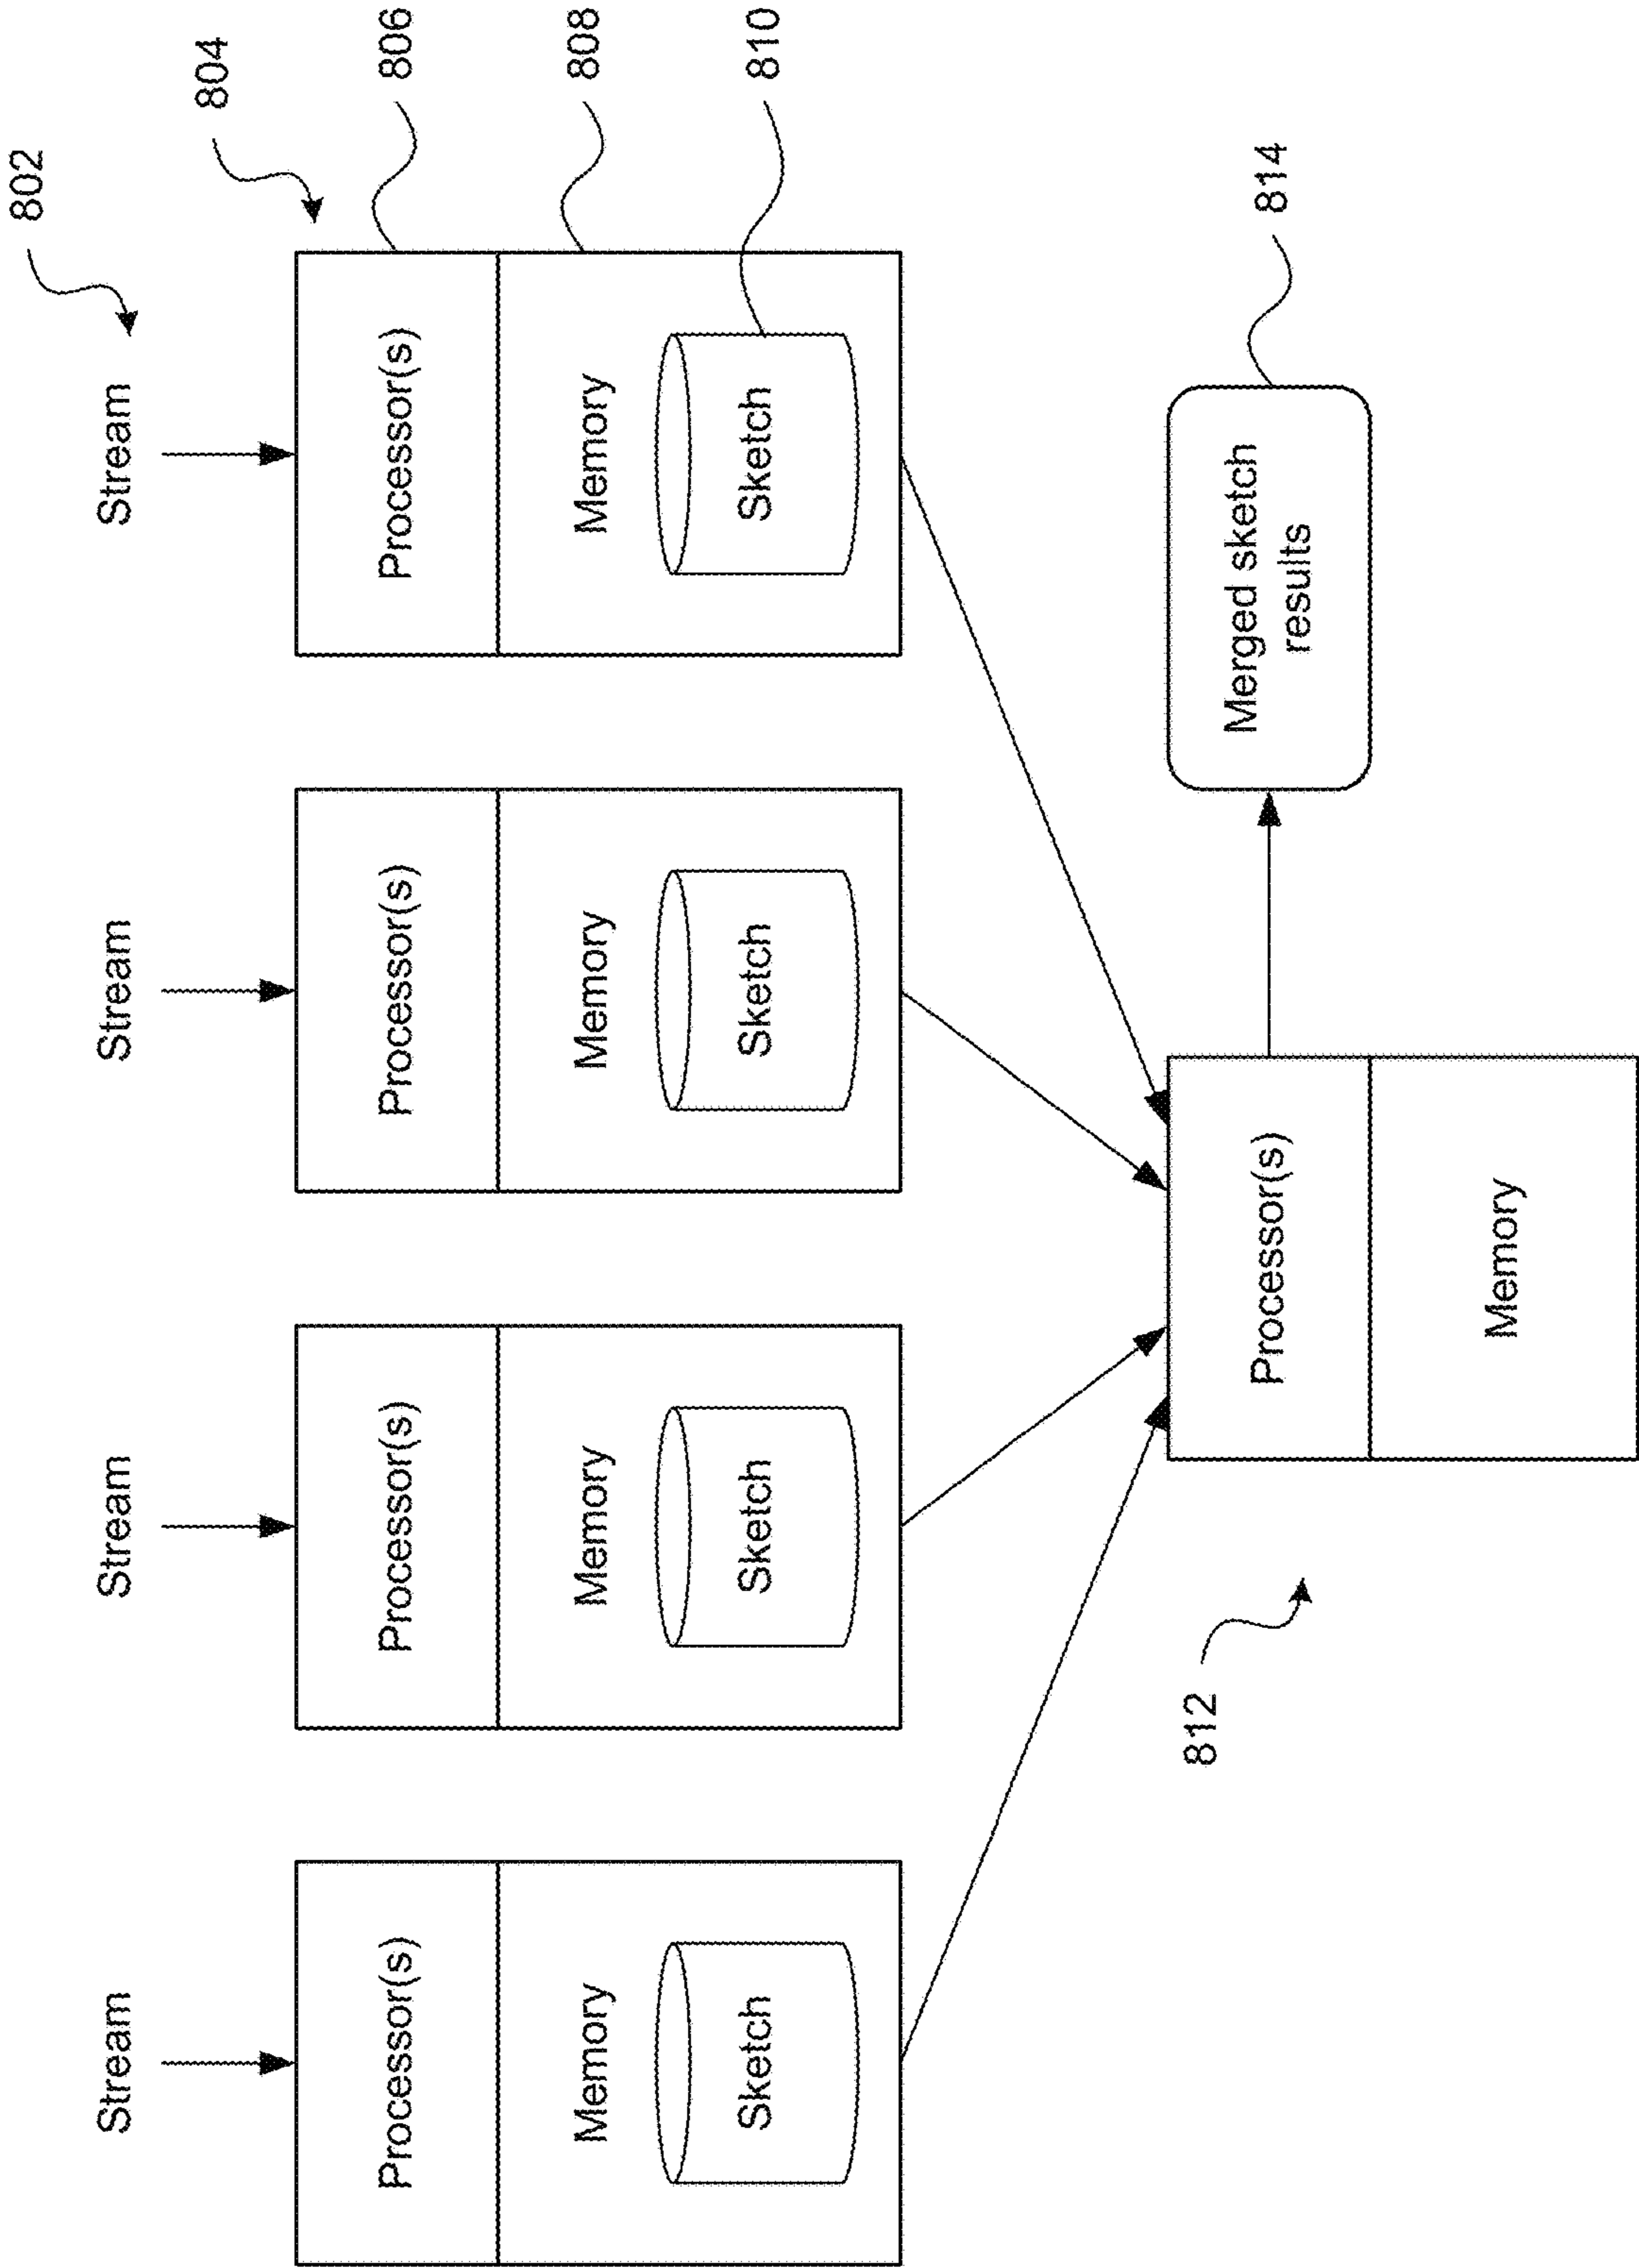 802
Stream
Stream
Stream
Stream
804
Processor(s)
Processor(s)
Processor(s)
Processor(s)
806
Memory
Memory
Memory
Memory
808
Sketch
Sketch
Sketch
Sketch
810
812
Processor(s)
Merged sketch
results
814
Memory